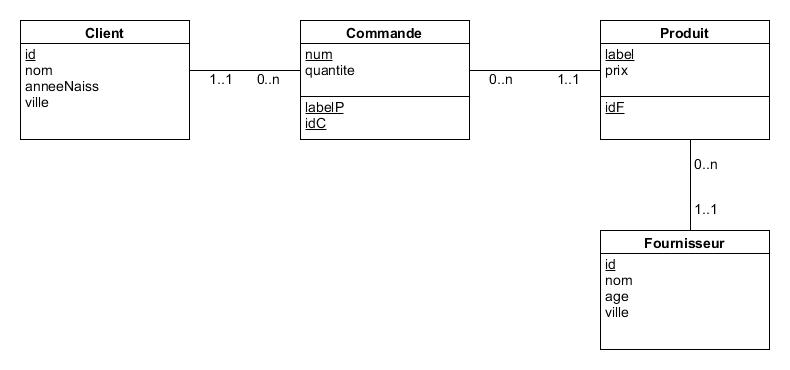 Client
id
nom
anneeNaiss
ville
1..1
0..n
Commande
num
quantite
labelP
idC
0..n
1..1
Produit
label
prix
idF
0..n
1..1
Fournisseur
id
nom
age
ville